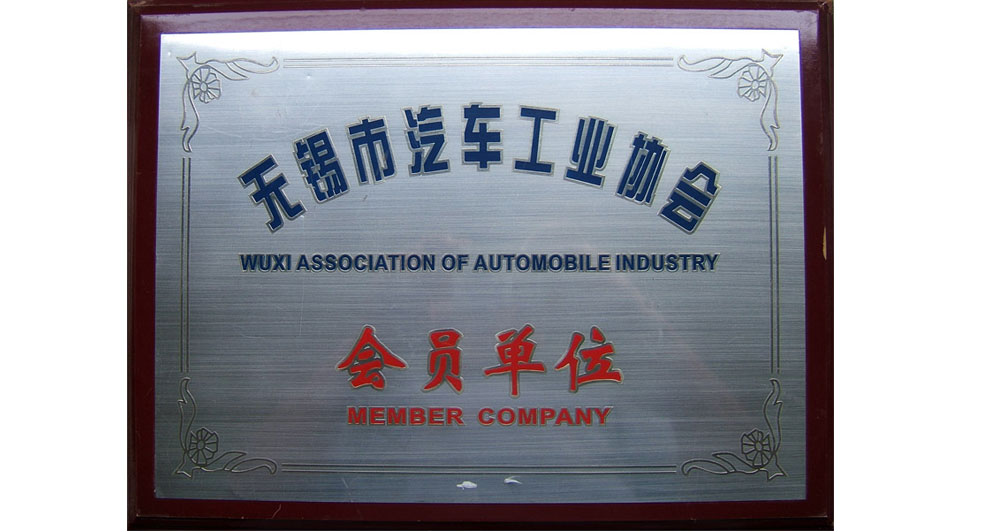 无锡市汽车工业协会
WUXI ASSOCIATION OF AUTOMOBILE INDUSTRY
会员单位
MEMBER COMPANY